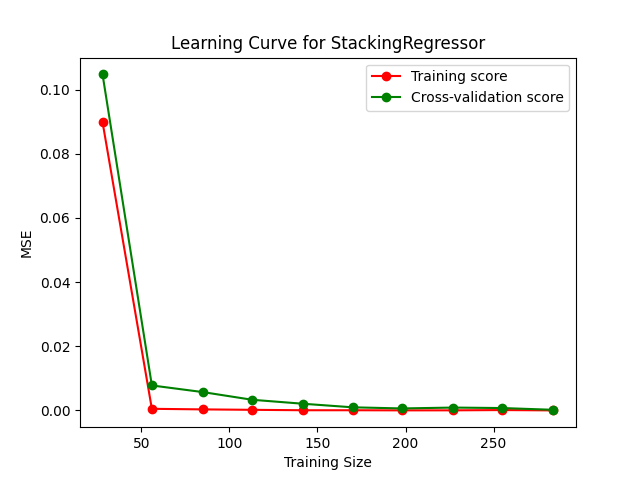 Learning Curve for StackingRegressor
Training score
Cross-validation score
MSE
0.10
0.08
0.06
0.04
0.02
0.00
50
100
150
200
250
Training Size